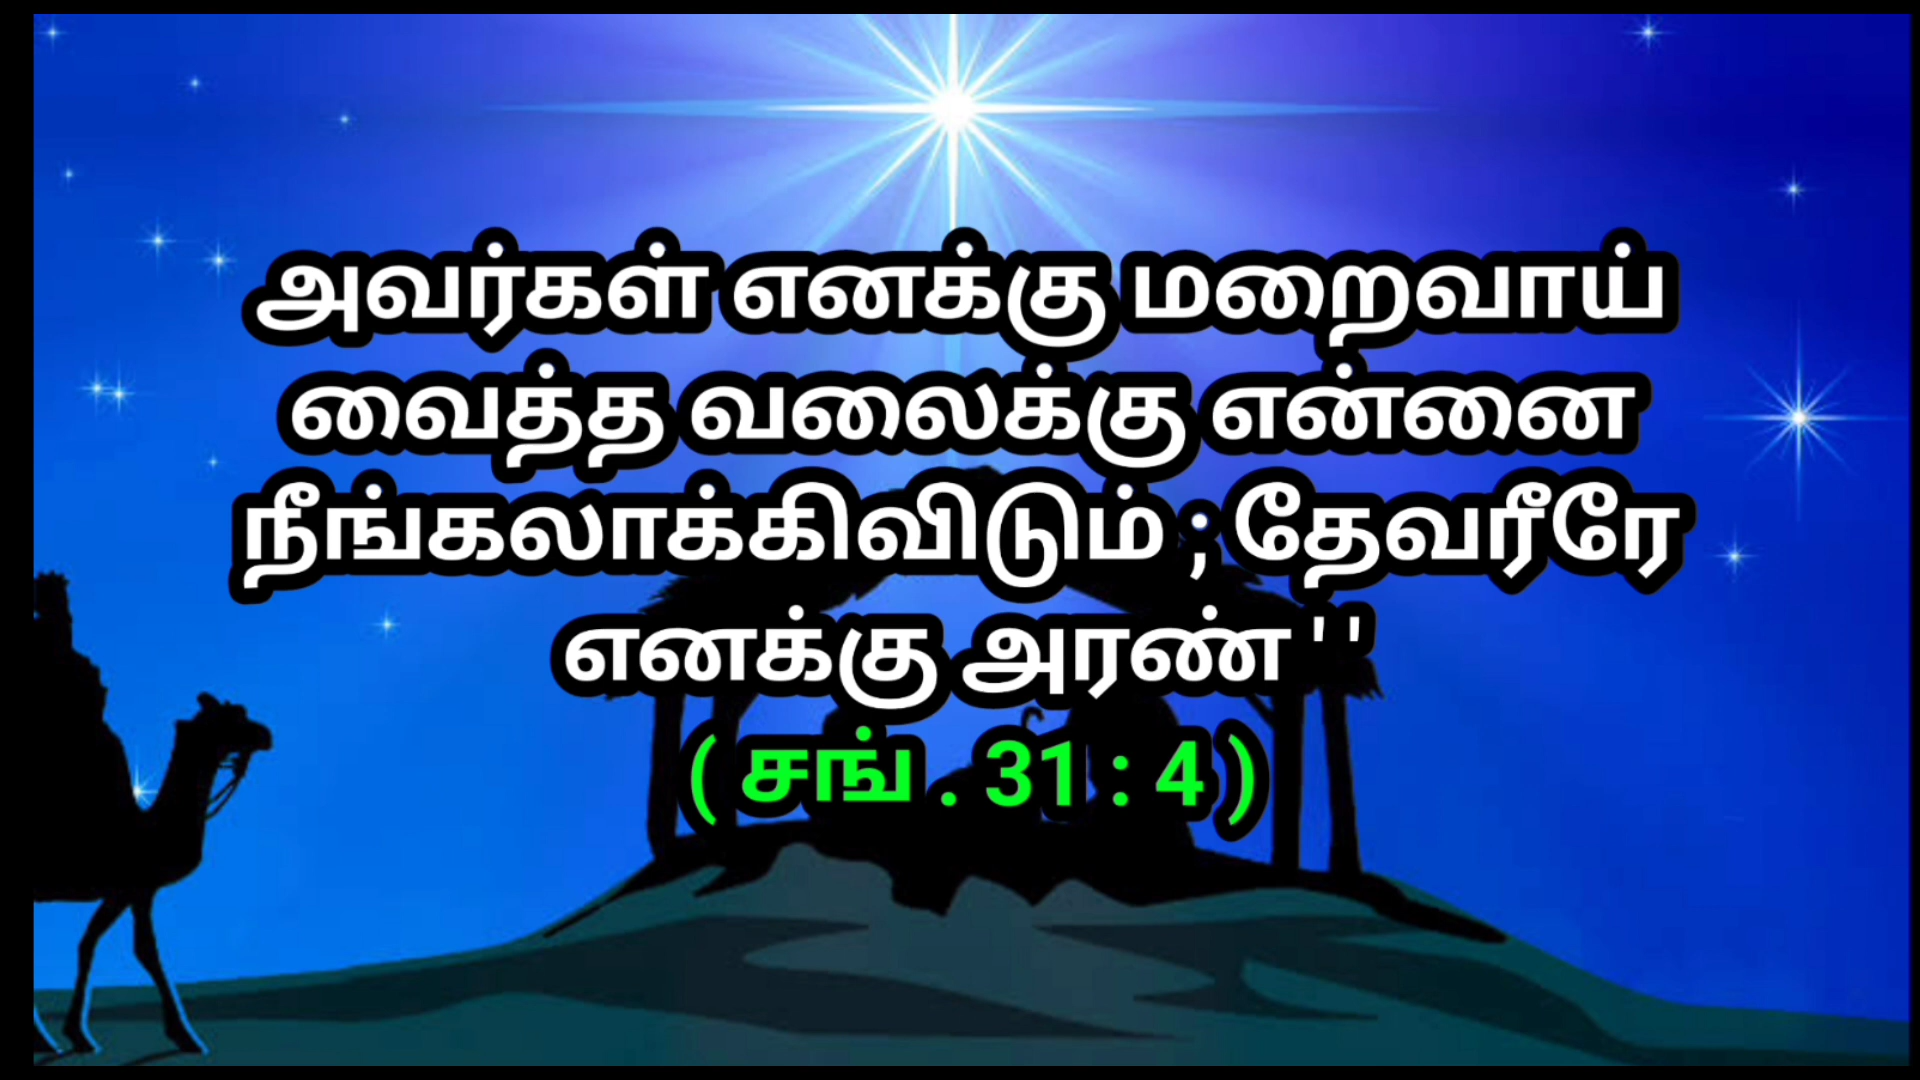 அவர்கள் எனக்கு மறைவாய்
வைத்த வலைக்கு என்னை
நீங்கலாக்கிவிடும் ; தேவரீரே
எனக்கு அரண் ' '
( சங் . 31 : 4 )